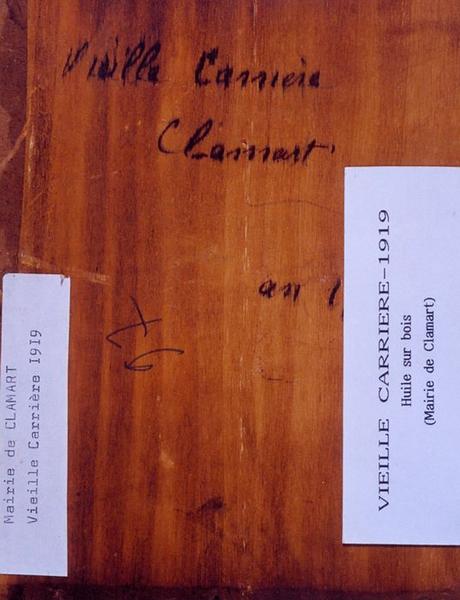 Vieille Carrière
Clamart
an 1
76
VIEILLE CARRIERE-1919
Huile sur bois
(Mairie de Clamart)
Mairie de CLAMART
Vieille Carrière 1919